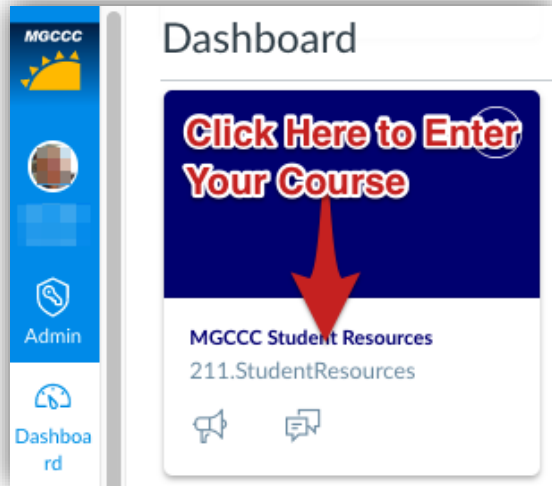 MGCCC
Dashboard
Click Here to Enter
Your Course
Admin
MGCCC Student Resources
211.StudentResources
Dashboa
rd